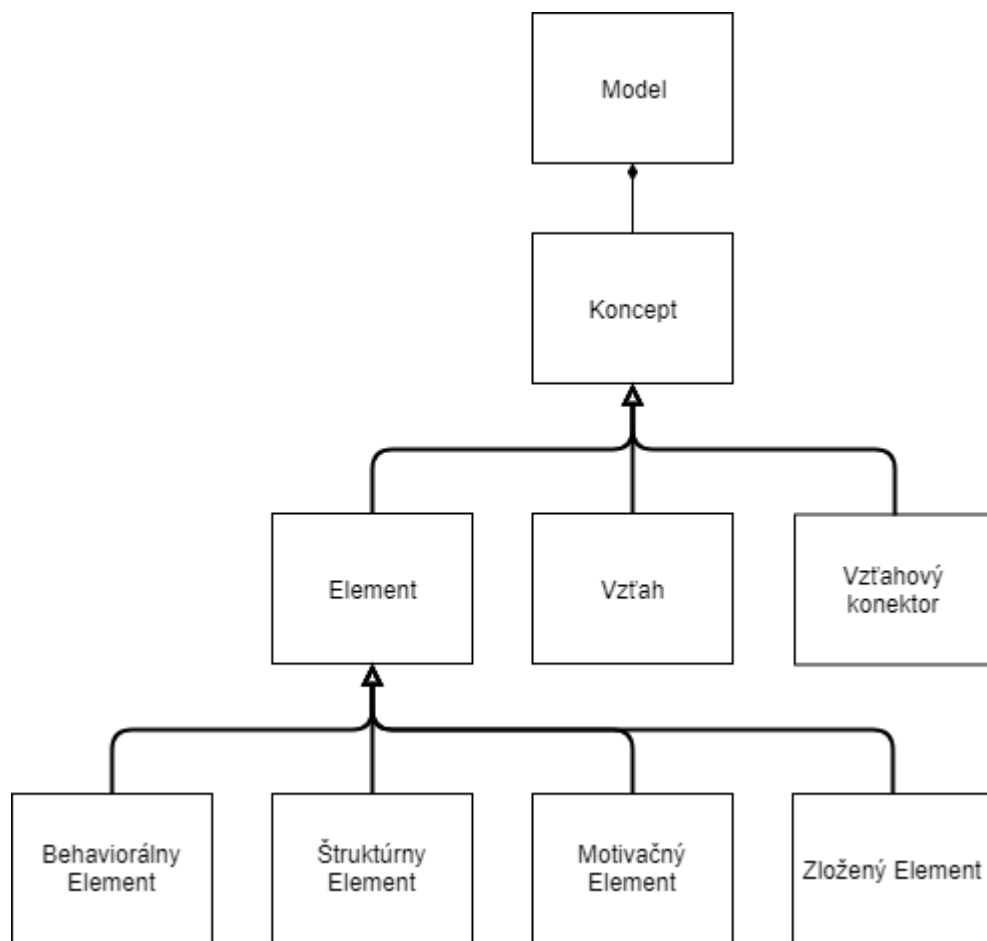 Model
Koncept
Element
Vzťah
Vzťahový
konektor
Behaviorálny
Element
Štruktúrny
Element
Motivačný
Element
Zložený Element